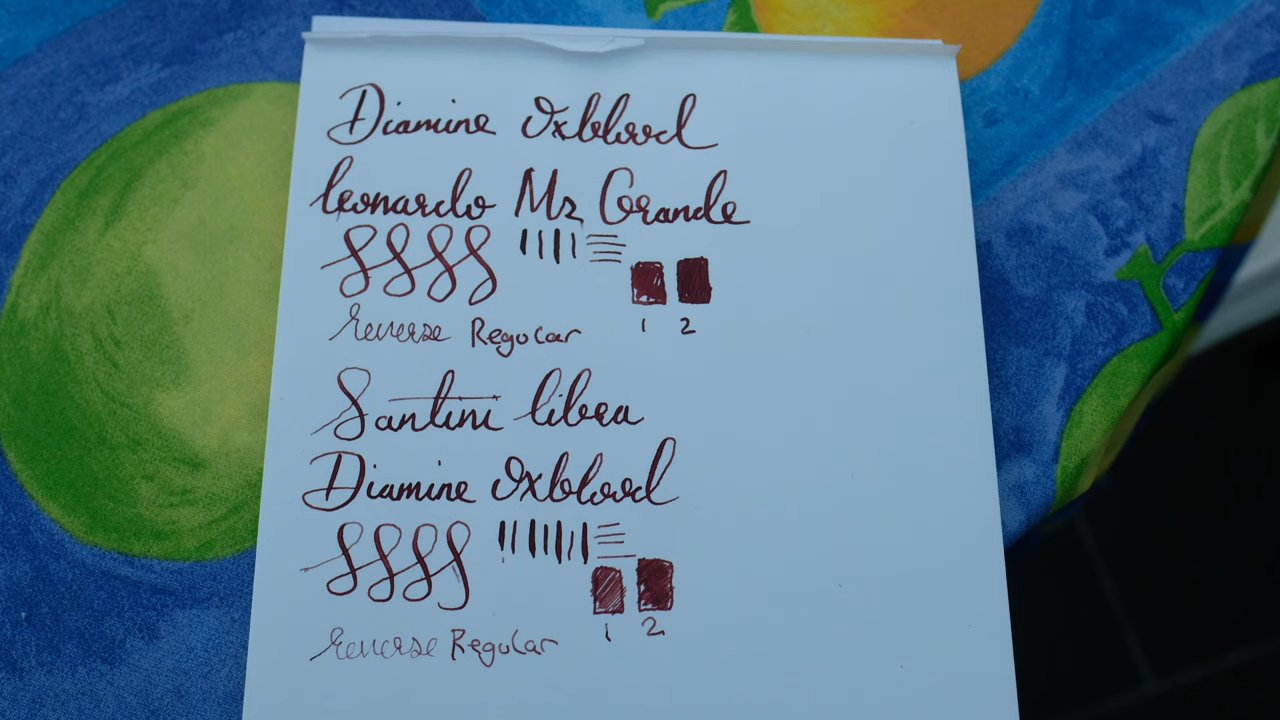 Diamine Oxblood
Leonardo Mz Grande
1 2
Reverse Regular
Santini libra
Diamine Oxblood
1 2
Reverse Regular